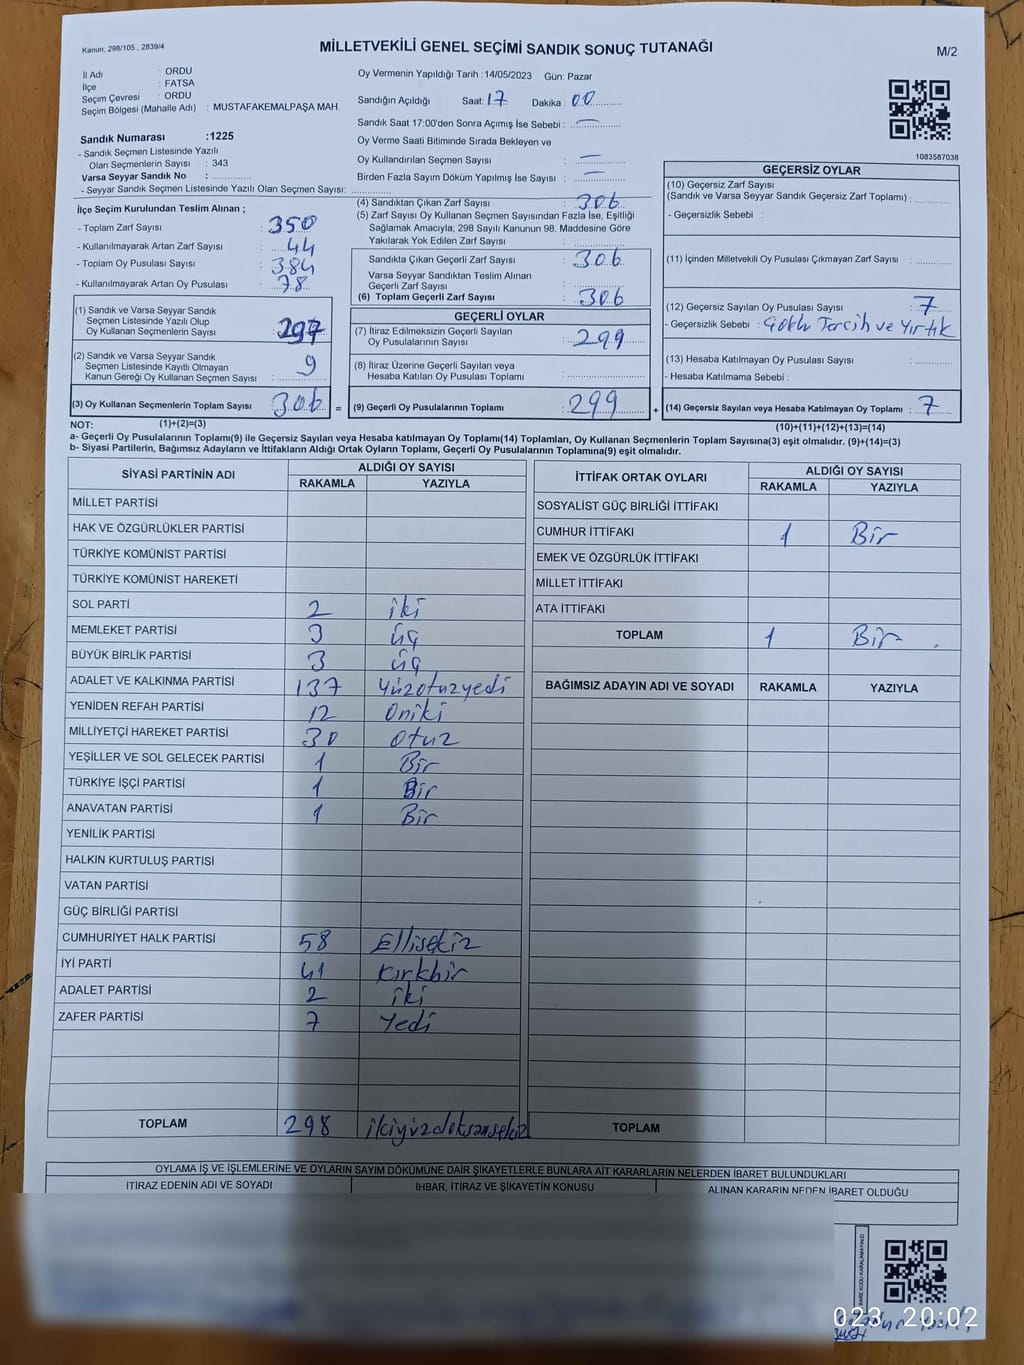 Kanun; 298/105 , 2839/4
MİLLETVEKİLİ GENEL SEÇİMİ SANDIK SONUÇ TUTANAĞI
M/2
İl Adı : ORDU
İlçe : FATSA
Seçim Çevresi : ORDU
Seçim Bölgesi (Mahalle Adı) : MUSTAFAKEMALPAŞA MAH.
Sandık Numarası :1225
- Sandık Seçmen Listesinde Yazılı
Olan Seçmenlerin Sayısı : 343
Varsa Seyyar Sandık No :
- Seyyar Sandık Seçmen Listesinde Yazılı Olan Seçmen Sayısı:
Oy Vermenin Yapıldığı Tarih :14/05/2023 Gün: Pazar
Sandığın Açıldığı Saat: 17 Dakika : 00
Sandık Saat 17:00'den Sonra Açımış İse Sebebi : —
Oy Verme Saati Bitiminde Sırada Bekleyen ve
Oy Kullandırılan Seçmen Sayısı : —
Birden Fazla Sayım Döküm Yapılmış İse Sayısı : —
1083587038
İlçe Seçim Kurulundan Teslim Alınan ;
- Toplam Zarf Sayısı : 350
- Kullanılmayarak Artan Zarf Sayısı : 44
- Toplam Oy Pusulası Sayısı : 384
- Kullanılmayarak Artan Oy Pusulası : 78
(1) Sandık ve Varsa Seyyar Sandık
Seçmen Listesinde Yazılı Olup
Oy Kullanan Seçmenlerin Sayısı : 297
(2) Sandık ve Varsa Seyyar Sandık
Seçmen Listesinde Kayıtlı Olmayan
Kanun Gereği Oy Kullanan Seçmen Sayısı : 9
(3) Oy Kullanan Seçmenlerin Toplam Sayısı : 306 =
(4) Sandıktan Çıkan Zarf Sayısı : 306
(5) Zarf Sayısı Oy Kullanan Seçmen Sayısından Fazla İse, Eşitliği
Sağlamak Amacıyla, 298 Sayılı Kanunun 98. Maddesine Göre
Yakılarak Yok Edilen Zarf Sayısı :
Sandıkta Çıkan Geçerli Zarf Sayısı : 306
Varsa Seyyar Sandıktan Teslim Alınan
Geçerli Zarf Sayısı :
(6) Toplam Geçerli Zarf Sayısı : 306
GEÇERLİ OYLAR
(7) İtiraz Edilmeksizin Geçerli Sayılan
Oy Pusulalarının Sayısı : 299
(8) İtiraz Üzerine Geçerli Sayılan veya
Hesaba Katılan Oy Pusulası Toplamı :
(9) Geçerli Oy Pusulalarının Toplamı : 299 +
GEÇERSİZ OYLAR
(10) Geçersiz Zarf Sayısı
(Sandık ve Varsa Seyyar Sandık Geçersiz Zarf Toplamı) :
- Geçersizlik Sebebi :
(11) İçinden Milletvekili Oy Pusulası Çıkmayan Zarf Sayısı :
(12) Geçersiz Sayılan Oy Pusulası Sayısı : 7
- Geçersizlik Sebebi : Çoklu Tercih ve Yırtık
(13) Hesaba Katılmayan Oy Pusulası Sayısı :
- Hesaba Katılmama Sebebi :
(14) Geçersiz Sayılan veya Hesaba Katılmayan Oy Toplamı : 7
NOT: (1)+(2)=(3)
(10)+(11)+(12)+(13)=(14)
a- Geçerli Oy Pusulalarının Toplamı(9) ile Geçersiz Sayılan veya Hesaba katılmayan Oy Toplamı(14) Toplamları, Oy Kullanan Seçmenlerin Toplam Sayısına(3) eşit olmalıdır. (9)+(14)=(3)
b- Siyasi Partilerin, Bağımsız Adayların ve İttifakların Aldığı Ortak Oyların Toplamı, Geçerli Oy Pusulalarının Toplamına(9) eşit olmalıdır.
SİYASİ PARTİNİN ADI ALDIĞI OY SAYISI
RAKAMLA YAZIYLA
MİLLET PARTİSİ
HAK VE ÖZGÜRLÜKLER PARTİSİ
TÜRKİYE KOMÜNİST PARTİSİ
TÜRKİYE KOMÜNİST HAREKETİ
SOL PARTİ 2 iki
MEMLEKET PARTİSİ 3 üç
BÜYÜK BİRLİK PARTİSİ 3 üç
ADALET VE KALKINMA PARTİSİ 137 Yüzotuzyedi
YENİDEN REFAH PARTİSİ 12 Oniki
MİLLİYETÇİ HAREKET PARTİSİ 30 Otuz
YEŞİLLER VE SOL GELECEK PARTİSİ 1 Bir
TÜRKİYE İŞÇİ PARTİSİ 1 Bir
ANAVATAN PARTİSİ 1 Bir
YENİLİK PARTİSİ
HALKIN KURTULUŞ PARTİSİ
VATAN PARTİSİ
GÜÇ BİRLİĞİ PARTİSİ
CUMHURİYET HALK PARTİSİ 58 Ellisekiz
İYİ PARTİ 41 Kırkbir
ADALET PARTİSİ 2 iki
ZAFER PARTİSİ 7 Yedi
TOPLAM 298 ikiyüzdoksansekiz
İTTİFAK ORTAK OYLARI ALDIĞI OY SAYISI
RAKAMLA YAZIYLA
SOSYALİST GÜÇ BİRLİĞİ İTTİFAKI
CUMHUR İTTİFAKI 1 Bir
EMEK VE ÖZGÜRLÜK İTTİFAKI
MİLLET İTTİFAKI
ATA İTTİFAKI
TOPLAM 1 Bir
BAĞIMSIZ ADAYIN ADI VE SOYADI RAKAMLA YAZIYLA
TOPLAM
OYLAMA İŞ VE İŞLEMLERİNE VE OYLARIN SAYIM DÖKÜMÜNE DAİR ŞİKAYETLERLE BUNLARA AİT KARARLARIN NELERDEN İBARET BULUNDUKLARI
İTİRAZ EDENİN ADI VE SOYADI İHBAR, İTİRAZ VE ŞİKAYETİN KONUSU ALINAN KARARIN NEDEN İBARET OLDUĞU
KARE KODU KARALAMAYINIZ!
023 20:02